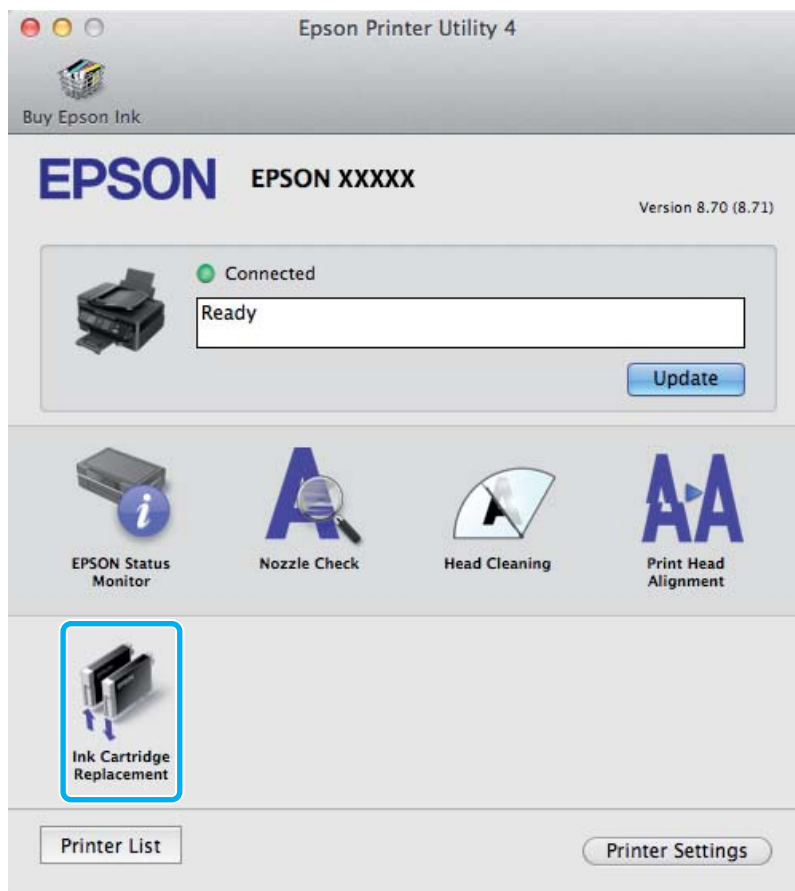 Epson Printer Utility 4
Buy Epson Ink
EPSON EPSON XXXXX
Version 8.70 (8.71)
Connected
Ready
Update
EPSON Status
Monitor
Nozzle Check
Head Cleaning
Print Head
Alignment
Ink Cartridge
Replacement
Printer List
Printer Settings